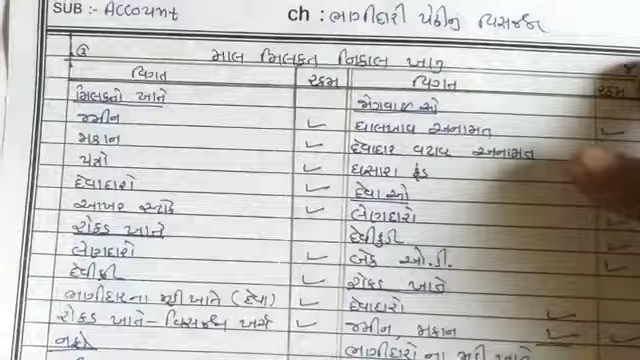 SUB :- Account
ch : ભાગીદારી પેઢીનું વિસર્જન
ઉ માલ મિલકત નિકાલ ખાતું
વિગત રકમ વિગત રકમ
મિલકતો ખાતે
જમીન ✓ ઘાલખાધ અનામત ✓
મકાન ✓ દેવાદાર વટાવ અનામત
યંત્રો ✓ ઘસારા ફંડ
દેવાદારો ✓ દેવાઓ
આખર સ્ટોક ✓ લેણદારો
રોકડ ખાતે દેવીહૂંડી
લેણદારો ✓ બેંક ઓ.ડી.
દેવીહૂંડી ✓ રોકડ ખાતે
ભાગીદારના મૂડી ખાતે (દેવા) ✓ દેવાદારો ✓
રોકડ ખાતે – વિસર્જન ખર્ચ ✓ જમીન, મકાન ✓
નફો ભાગીદારો ના મૂડી ખાતે